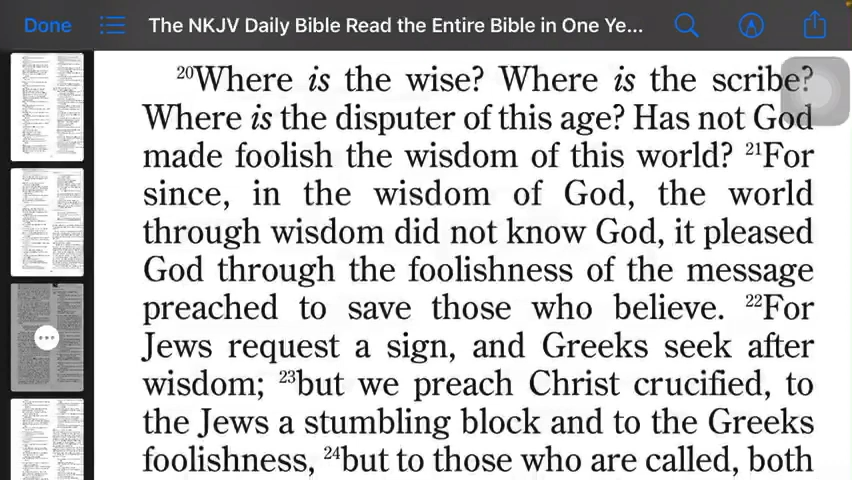 Done
The NKJV Daily Bible Read the Entire Bible in One Ye...
20Where is the wise? Where is the scribe?
Where is the disputer of this age? Has not God
made foolish the wisdom of this world? 21For
since, in the wisdom of God, the world
through wisdom did not know God, it pleased
God through the foolishness of the message
preached to save those who believe. 22For
Jews request a sign, and Greeks seek after
wisdom; 23but we preach Christ crucified, to
the Jews a stumbling block and to the Greeks
foolishness, 24but to those who are called, both